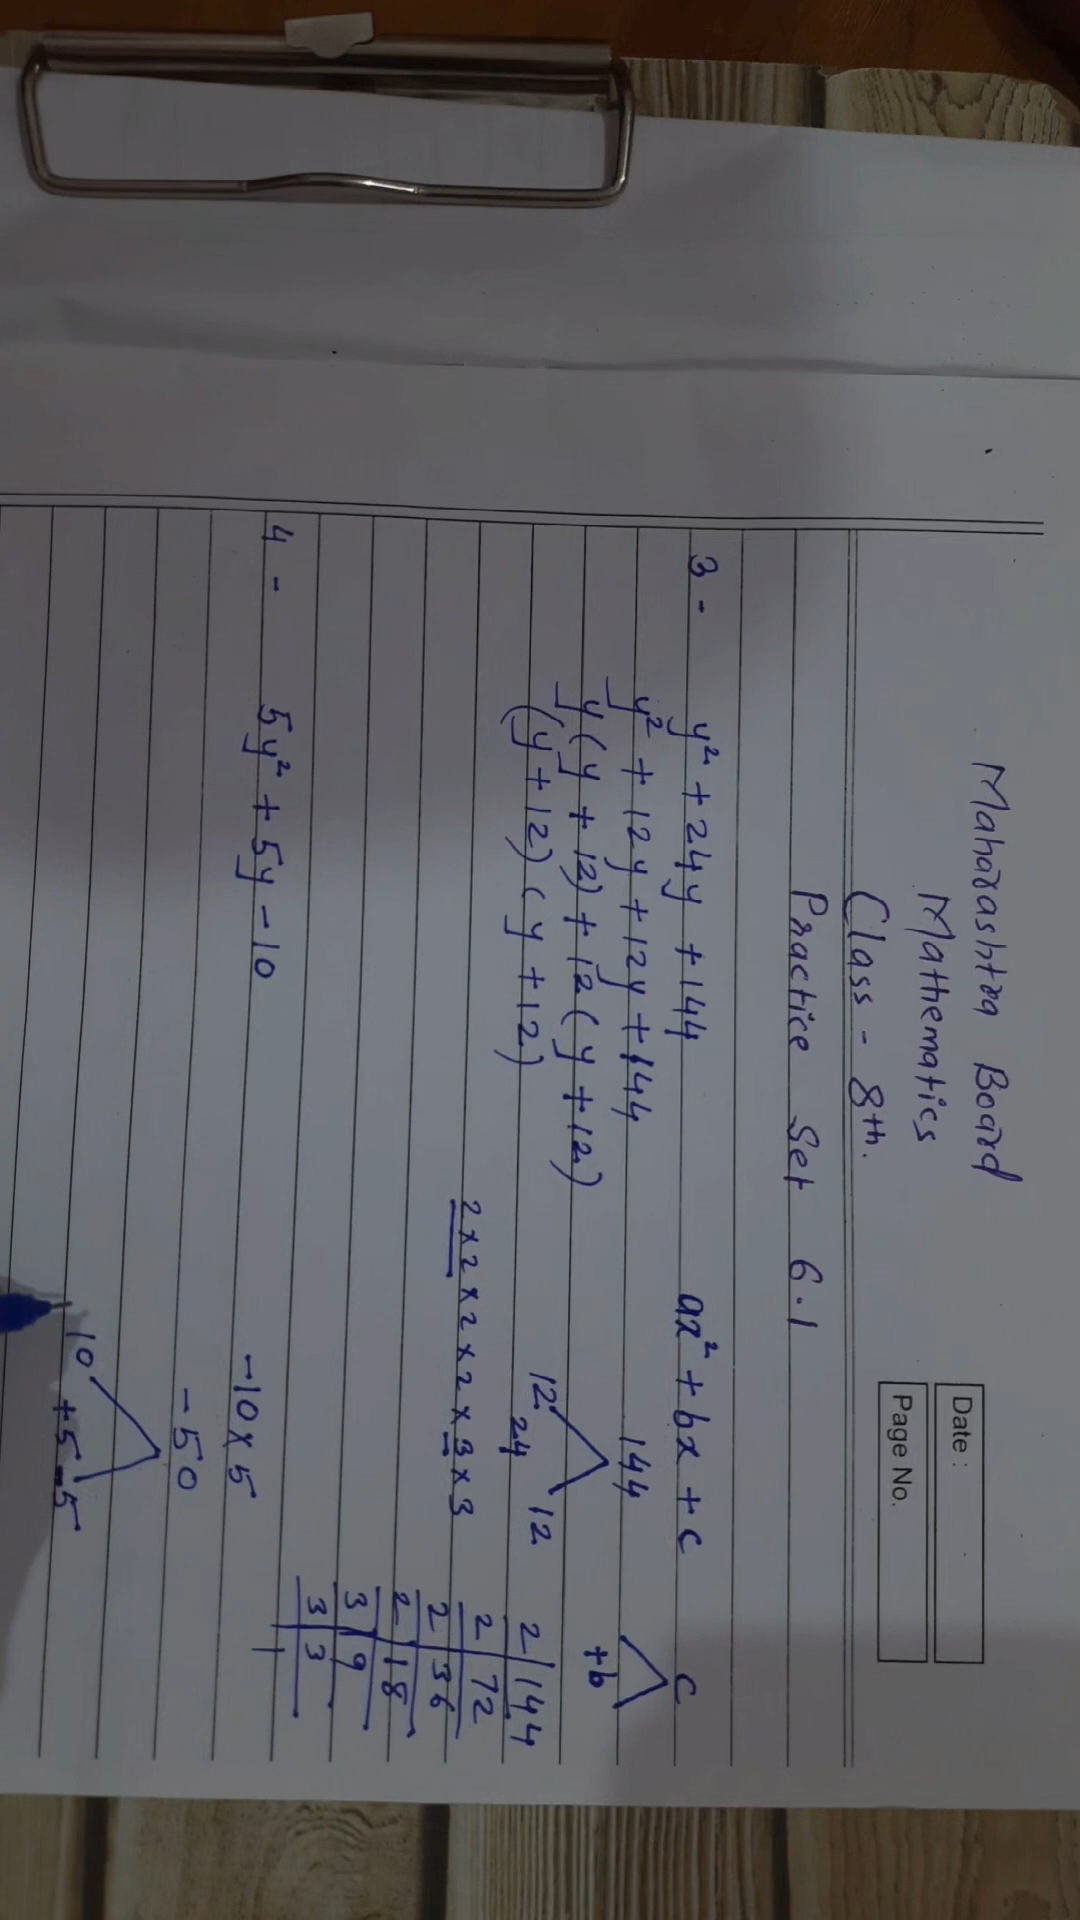 Maharashtra Board
Mathematics
Class - 8th.
Practice Set 6.1
Date :
Page No.
3 - y² + 24y + 144
ax² + bx + c
c
+b
y² + 12y + 12y + 144
144
y(y + 12) + 12(y + 12)
12 12
24
(y + 12) (y + 12)
2 x 2 x 2 x 2 x 3 x 3
2 144
2 72
2 36
2 18
3 9
3 3
1
4 - 5y² + 5y - 10
-10 x 5
-50
10 -5
+5